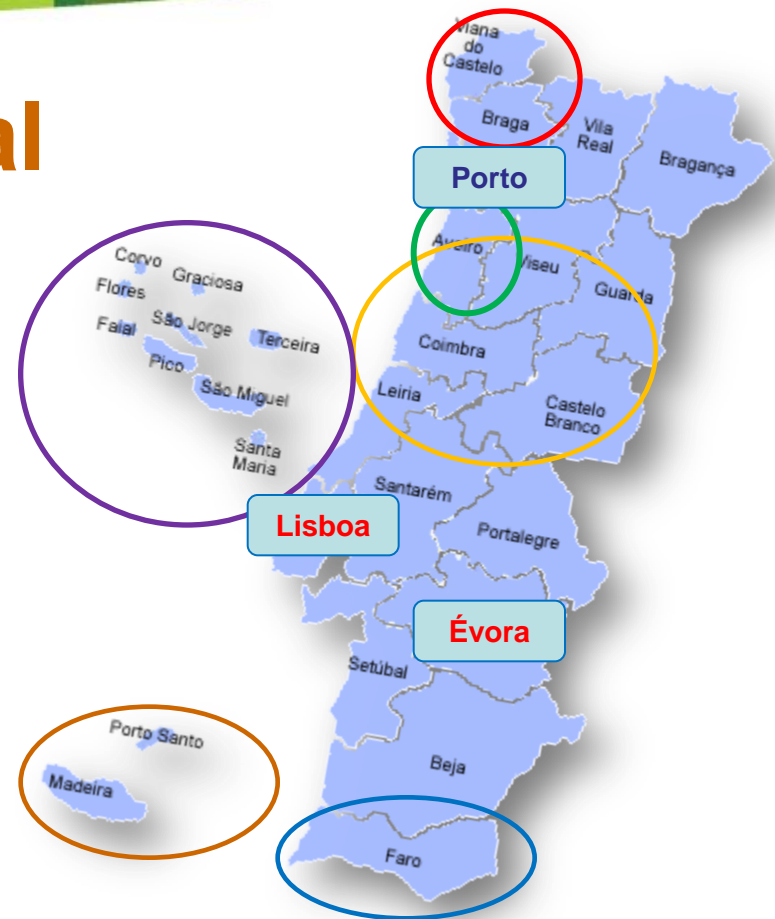 al
Viana
do
Castelo
Braga
Vila
Real
Bragança
Porto
Aveiro
Viseu
Guarda
Corvo
Graciosa
Flores
Faial
São Jorge
Terceira
Pico
São Miguel
Santa
Maria
Coimbra
Leiria
Castelo
Branco
Santarém
Lisboa
Portalegre
Évora
Setúbal
Porto Santo
Madeira
Beja
Faro